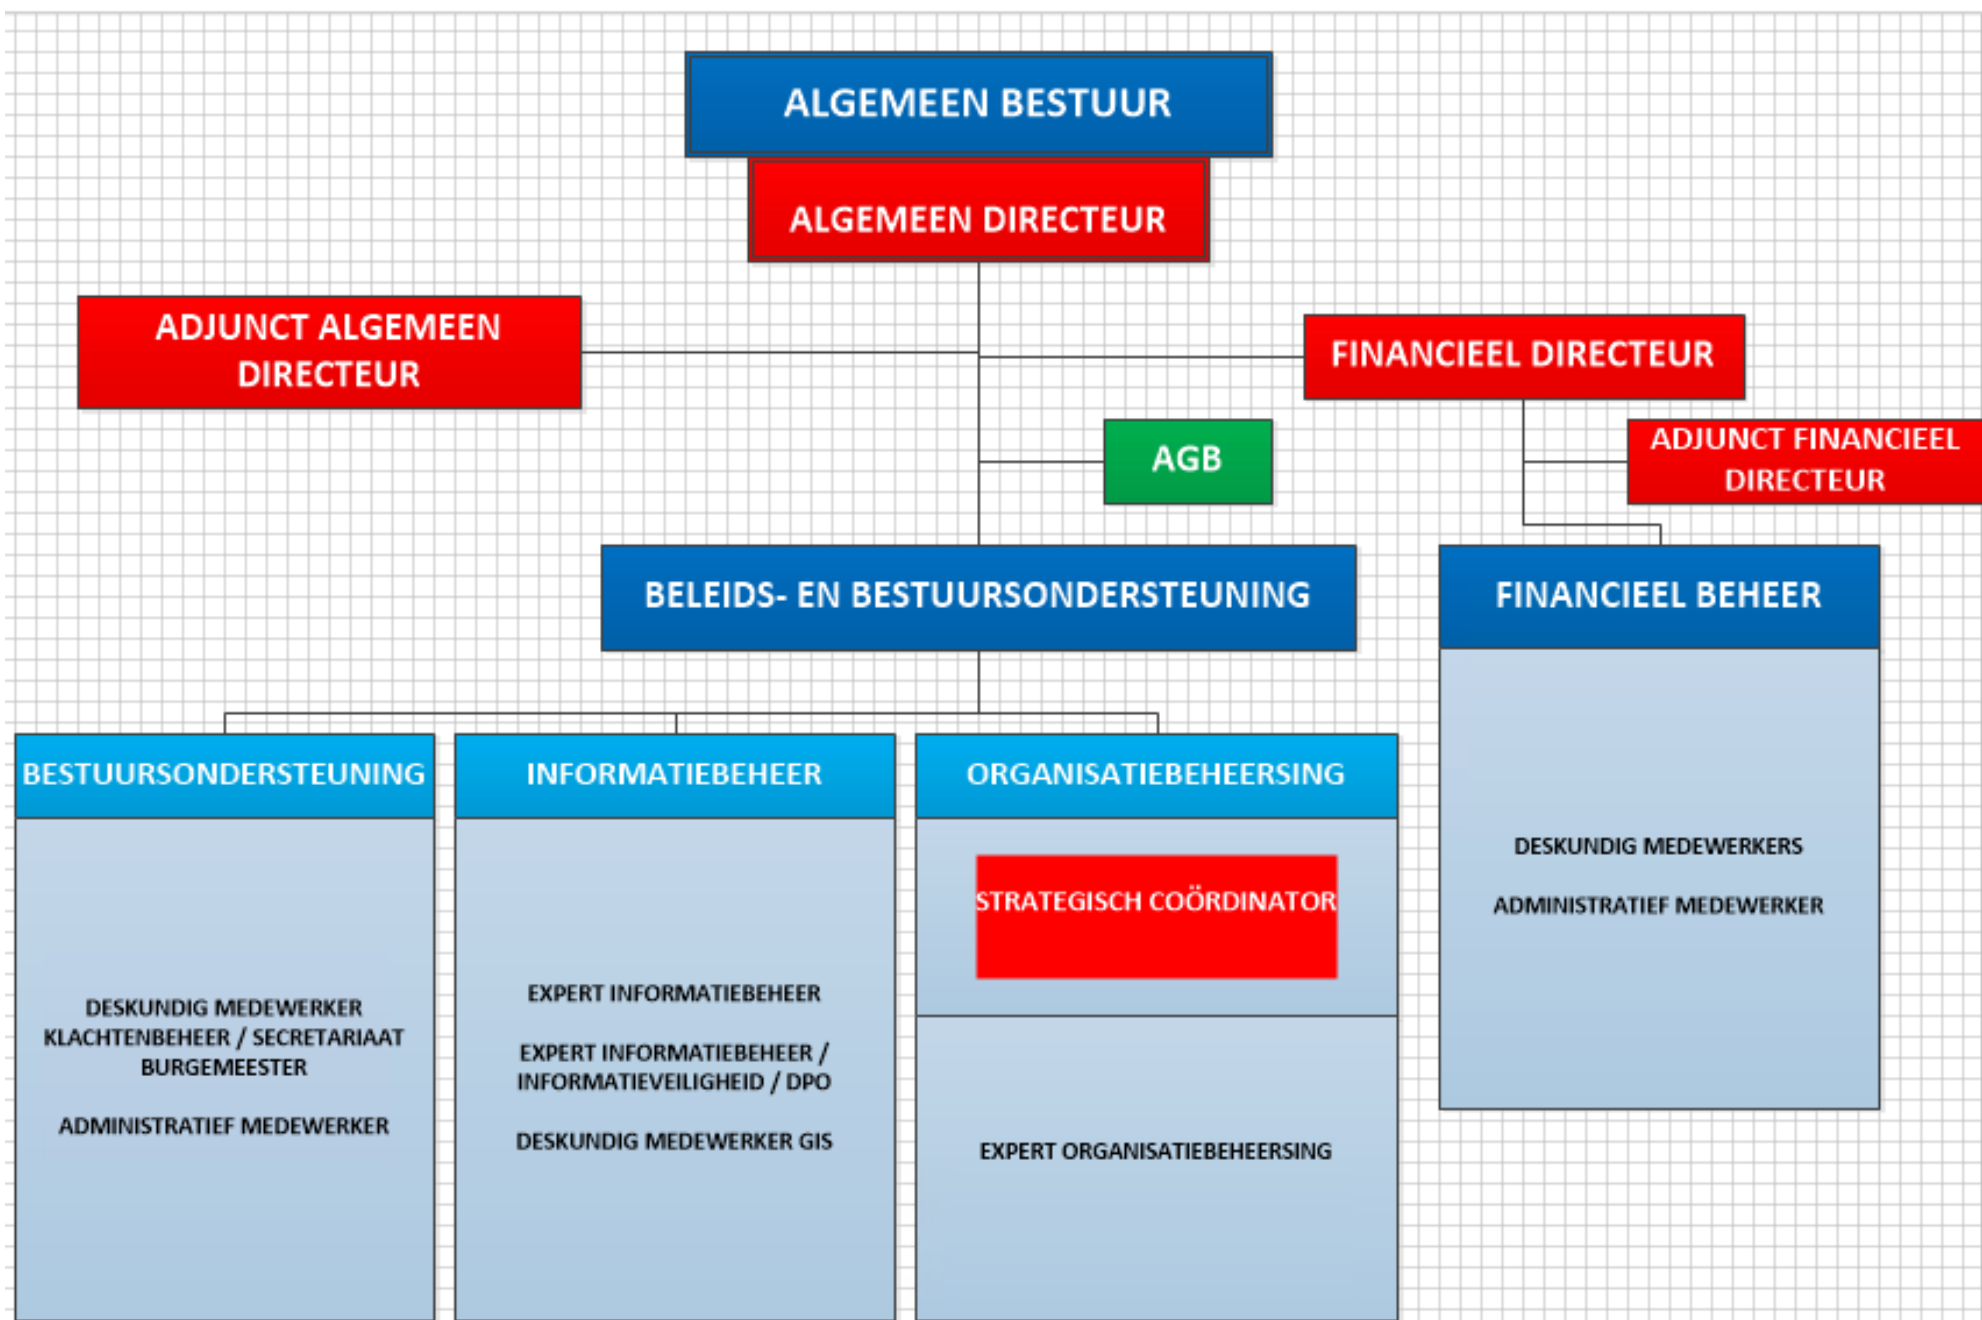 ALGEMEEN BESTUUR
ALGEMEEN DIRECTEUR
ADJUNCT ALGEMEEN
DIRECTEUR
FINANCIEEL DIRECTEUR
AGB
ADJUNCT FINANCIEEL
DIRECTEUR
BELEIDS- EN BESTUURSONDERSTEUNING
FINANCIEEL BEHEER
DESKUNDIG MEDEWERKERS
ADMINISTRATIEF MEDEWERKER
BESTUURSONDERSTEUNING
DESKUNDIG MEDEWERKER
KLACHTENBEHEER / SECRETARIAAT
BURGEMEESTER
ADMINISTRATIEF MEDEWERKER
INFORMATIEBEHEER
EXPERT INFORMATIEBEHEER
EXPERT INFORMATIEBEHEER /
INFORMATIEVEILIGHEID / DPO
DESKUNDIG MEDEWERKER GIS
ORGANISATIEBEHEERSING
STRATEGISCH COÖRDINATOR
EXPERT ORGANISATIEBEHEERSING